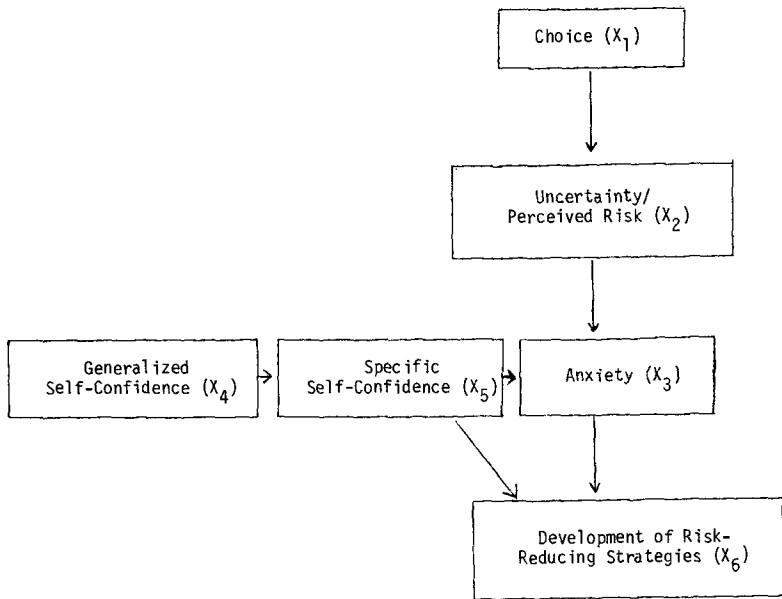 Choice (X₁)
Uncertainty/
Perceived Risk (X₂)
Generalized
Self-Confidence (X₄)
Specific
Self-Confidence (X₅)
Anxiety (X₃)
Development of Risk-
Reducing Strategies (X₆)